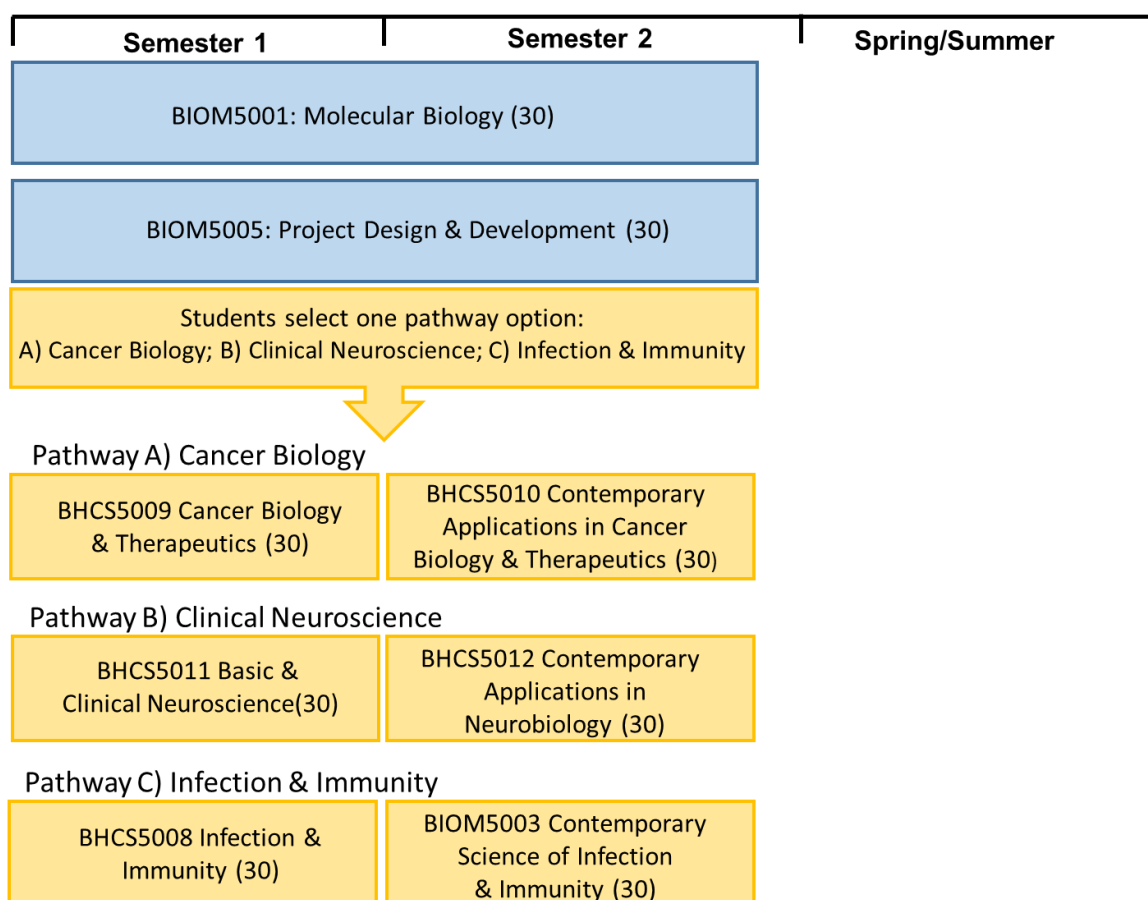 Semester 1
Semester 2
Spring/Summer
BIOM5001: Molecular Biology (30)
BIOM5005: Project Design & Development (30)
Students select one pathway option:
A) Cancer Biology; B) Clinical Neuroscience; C) Infection & Immunity
Pathway A) Cancer Biology
BHCS5009 Cancer Biology
& Therapeutics (30)
BHCS5010 Contemporary
Applications in Cancer
Biology & Therapeutics (30)
Pathway B) Clinical Neuroscience
BHCS5011 Basic &
Clinical Neuroscience(30)
BHCS5012 Contemporary
Applications in
Neurobiology (30)
Pathway C) Infection & Immunity
BHCS5008 Infection &
Immunity (30)
BIOM5003 Contemporary
Science of Infection
& Immunity (30)